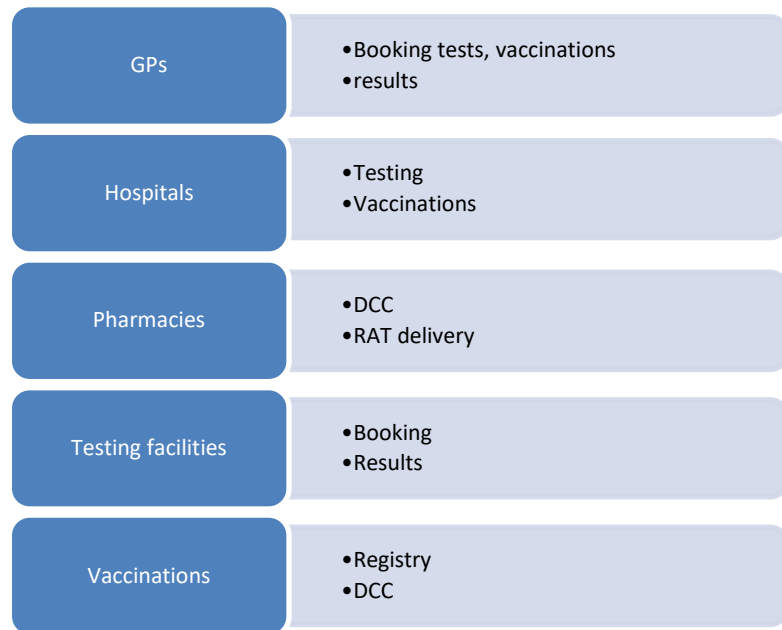 GPs
•Booking tests, vaccinations
•results
Hospitals
•Testing
•Vaccinations
Pharmacies
•DCC
•RAT delivery
Testing facilities
•Booking
•Results
Vaccinations
•Registry
•DCC